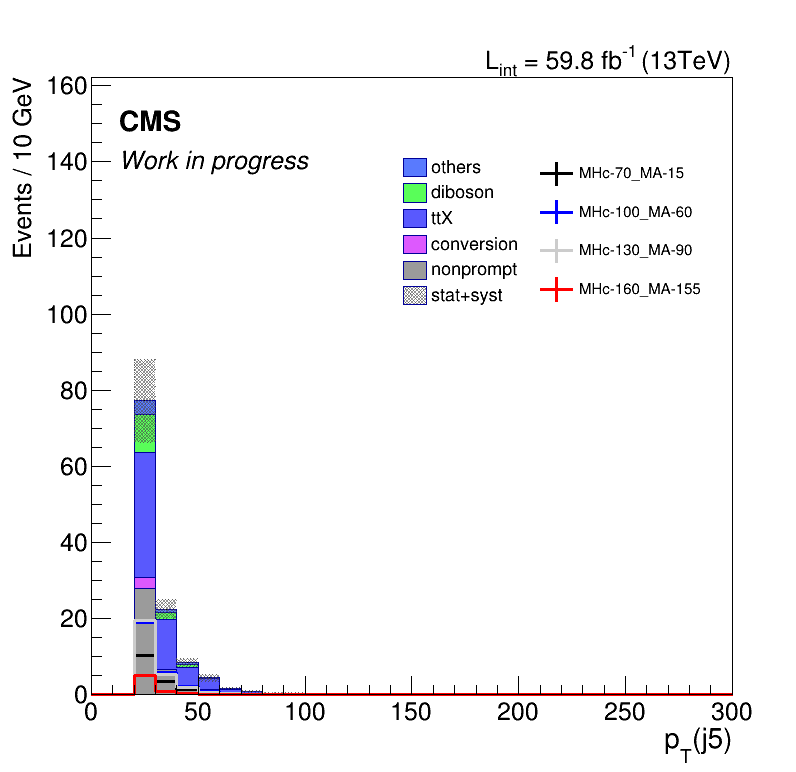 L_int = 59.8 fb^-1 (13TeV)
Events / 10 GeV
160
140
120
100
80
60
40
20
0
CMS
Work in progress
others
diboson
ttX
conversion
nonprompt
stat+syst
MHc-70_MA-15
MHc-100_MA-60
MHc-130_MA-90
MHc-160_MA-155
0 50 100 150 200 250 300
p_T(j5)